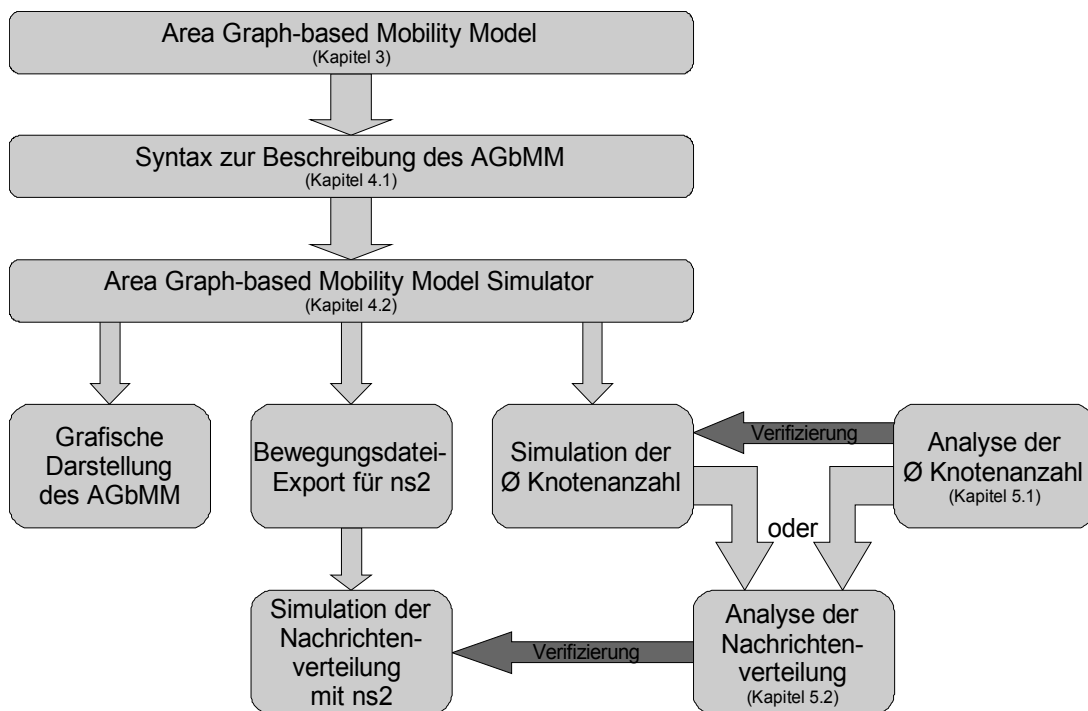 Area Graph-based Mobility Model
(Kapitel 3)
Syntax zur Beschreibung des AGbMM
(Kapitel 4.1)
Area Graph-based Mobility Model Simulator
(Kapitel 4.2)
Grafische
Darstellung
des AGbMM
Bewegungsdatei-
Export für ns2
Simulation der
Ø Knotenanzahl
Verifizierung
Analyse der
Ø Knotenanzahl
(Kapitel 5.1)
oder
Simulation der
Nachrichten-
verteilung
mit ns2
Verifizierung
Analyse der
Nachrichten-
verteilung
(Kapitel 5.2)